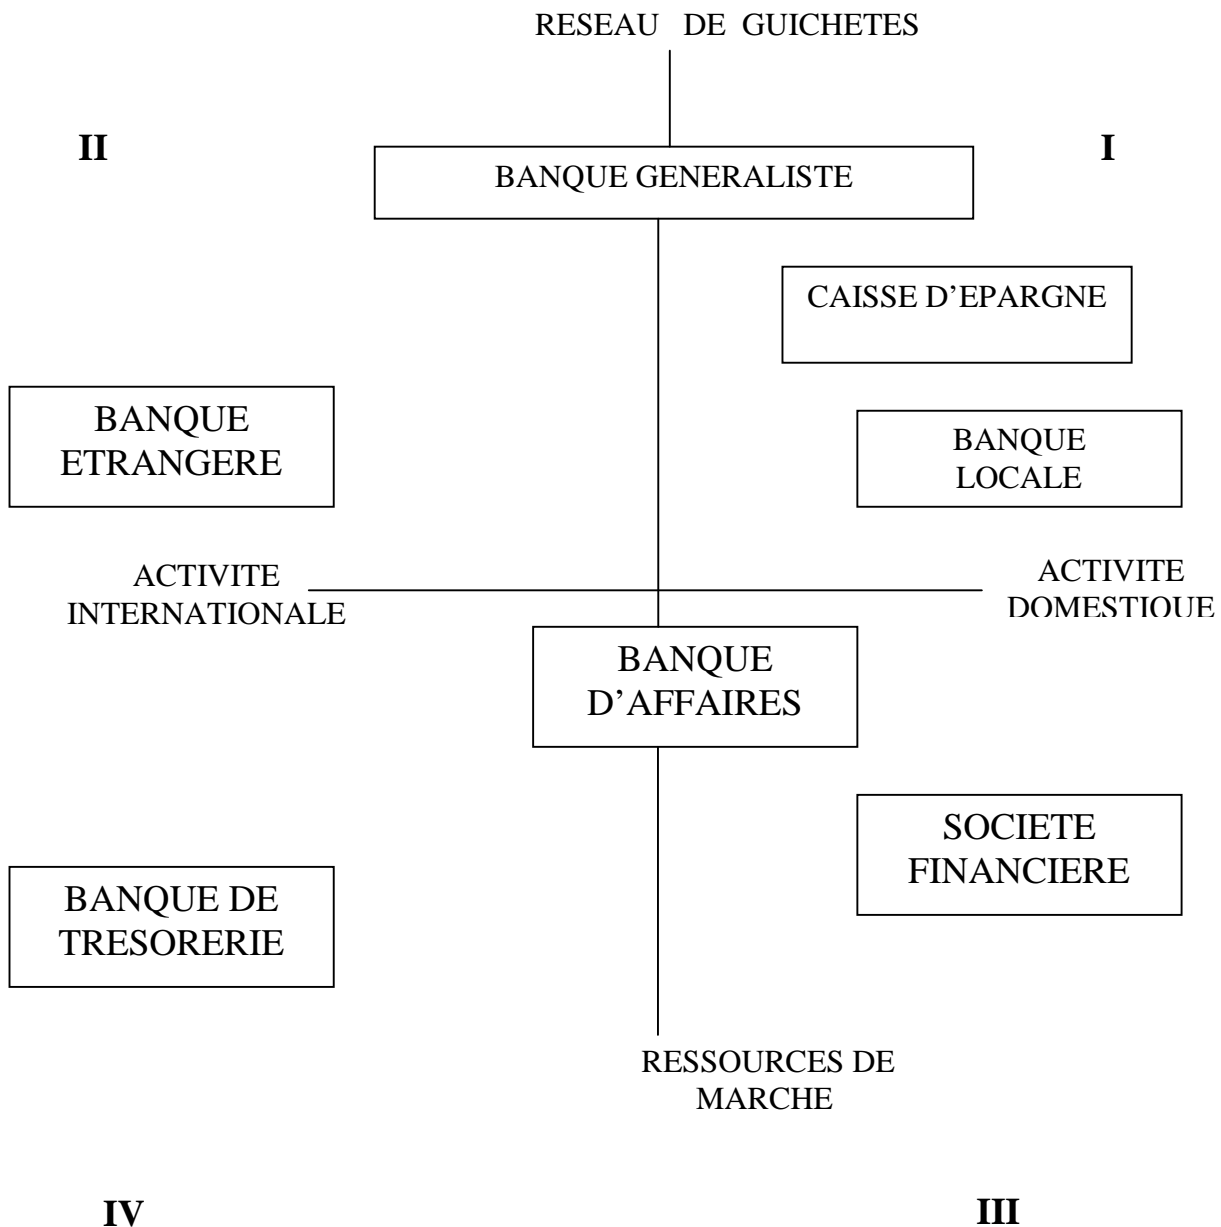 RESEAU DE GUICHETES
II
I
BANQUE GENERALISTE
CAISSE D'EPARGNE
BANQUE
ETRANGERE
BANQUE
LOCALE
ACTIVITE
INTERNATIONALE
ACTIVITE
DOMESTIQUE
BANQUE
D'AFFAIRES
SOCIETE
FINANCIERE
BANQUE DE
TRESORERIE
RESSOURCES DE
MARCHE
IV
III